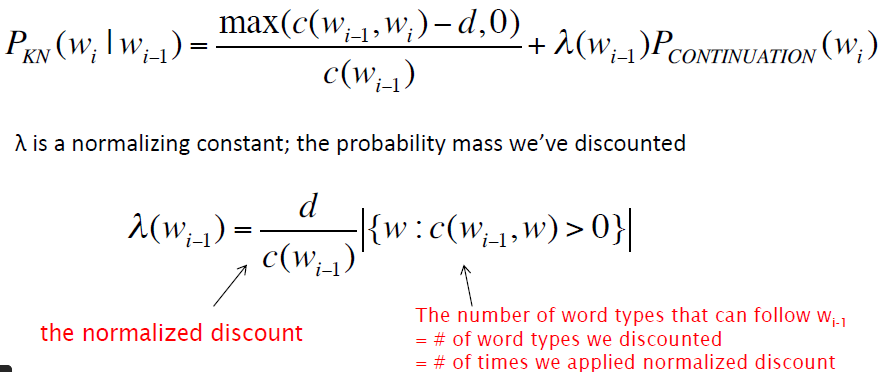 P_KN(w_i | w_{i–1}) = max(c(w_{i–1}, w_i) – d, 0) / c(w_{i–1}) + λ(w_{i–1})P_CONTINUATION(w_i)
λ is a normalizing constant; the probability mass we’ve discounted
λ(w_{i–1}) = d / c(w_{i–1}) |{w : c(w_{i–1}, w) > 0}|
the normalized discount
The number of word types that can follow w_{i-1}
= # of word types we discounted
= # of times we applied normalized discount